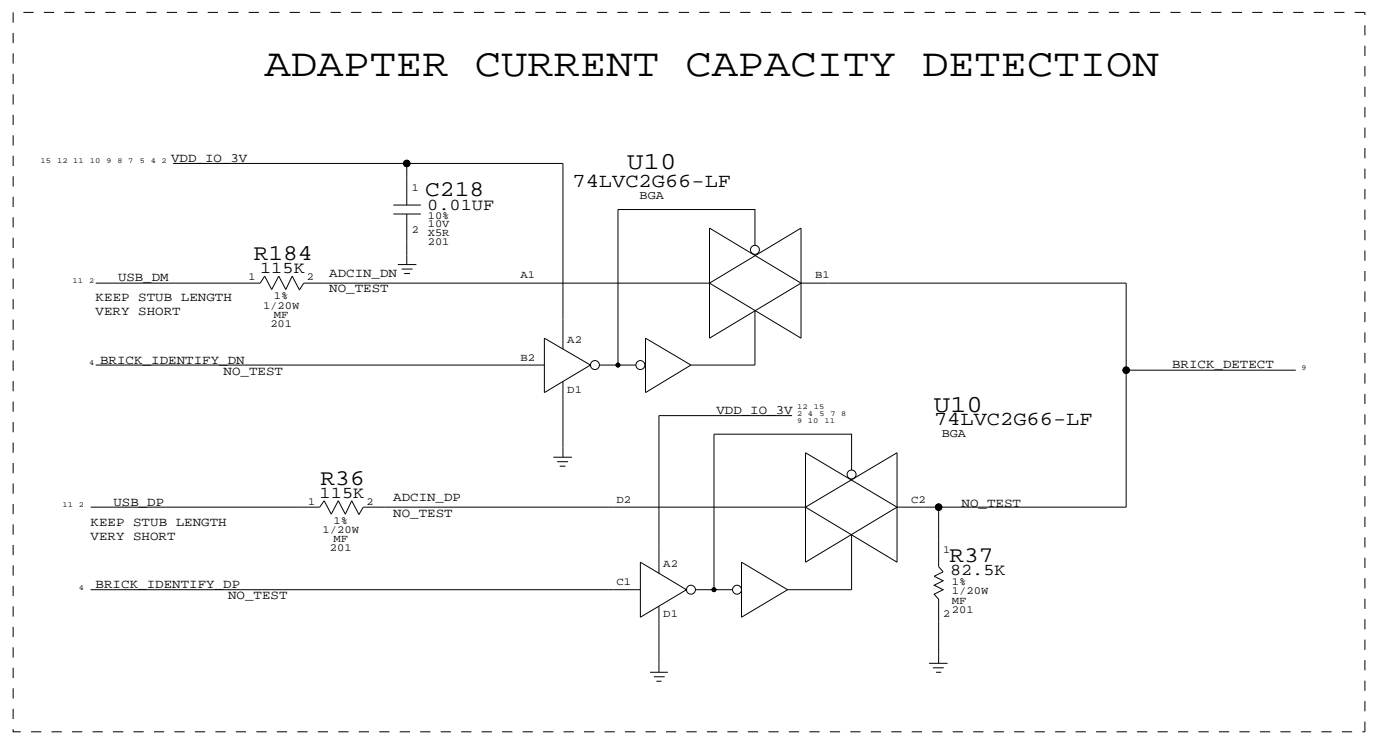 ADAPTER CURRENT CAPACITY DETECTION
15 12 11 10 9 8 7 5 4 2 VDD_IO_3V
U10
74LVC2G66-LF
BGA
1 C218
0.01UF
10%
10V
2 X5R
201
R184
115K
11 2 USB_DM 1 2 ADCIN_DN A1 B1
NO_TEST
KEEP STUB LENGTH
VERY SHORT
1%
1/20W
MF
201
A2
4 BRICK_IDENTIFY_DN B2
NO_TEST
D1
BRICK_DETECT 9
VDD_IO_3V 12 15
2 4 5 7 8
9 10 11
U10
74LVC2G66-LF
BGA
R36
115K
11 2 USB_DP 1 2 ADCIN_DP D2 C2 NO_TEST
NO_TEST
KEEP STUB LENGTH
VERY SHORT
1%
1/20W
MF
201
1 R37
82.5K
1%
1/20W
MF
2 201
A2
4 BRICK_IDENTIFY_DP C1
NO_TEST
D1